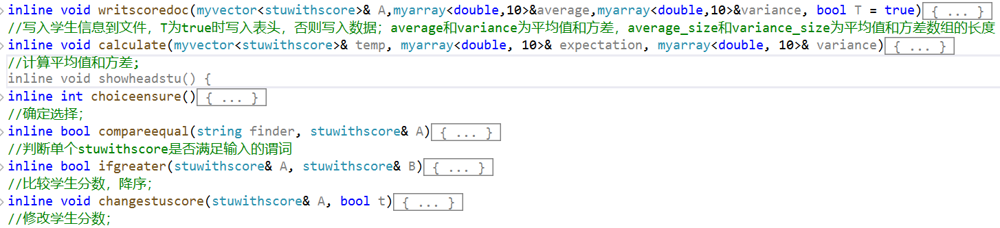 inline void writscoredoc(myvector<stuwithscore>& A,myarray<double,10>&average,myarray<double,10>&variance, bool T = true){ ... }
//写入学生信息到文件，T为true时写入表头，否则写入数据；average和variance为平均值和方差，average_size和variance_size为平均值和方差数组的长度
inline void calculate(myvector<stuwithscore>& temp, myarray<double, 10>& expectation, myarray<double, 10>& variance){ ... }
//计算平均值和方差;
inline void showheadstu() {
inline int choiceensure(){ ... }
//确定选择;
inline bool compareequal(string finder, stuwithscore& A){ ... }
//判断单个stuwithscore是否满足输入的谓词
inline bool ifgreater(stuwithscore& A, stuwithscore& B){ ... }
//比较学生分数，降序;
inline void changestuscore(stuwithscore& A, bool t){ ... }
//修改学生分数;